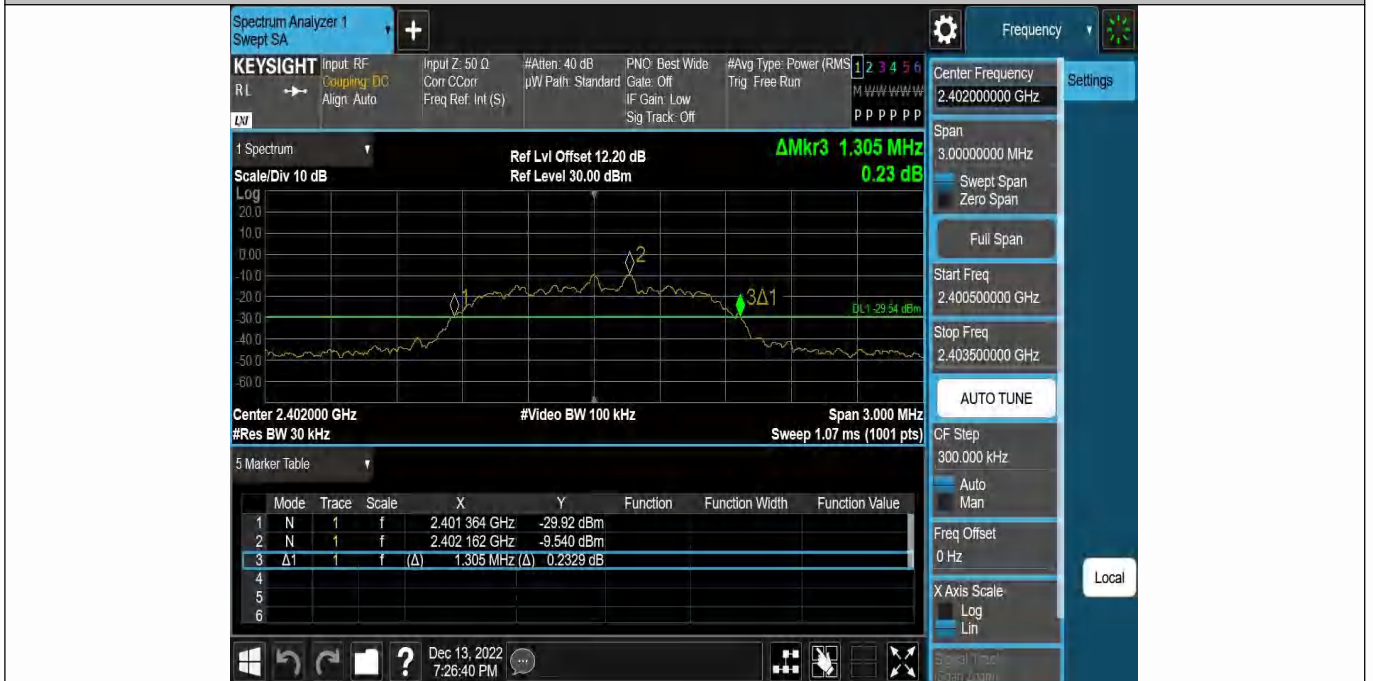 Spectrum Analyzer 1
Swept SA
+
Frequency
KEYSIGHT
RL
LXI
Input: RF
Coupling: DC
Align: Auto
Input Z: 50 Ω
Corr CCorr
Freq Ref: Int (S)
#Atten: 40 dB
µW Path: Standard
PNO: Best Wide
Gate: Off
IF Gain: Low
Sig Track: Off
#Avg Type: Power (RMS
Trig: Free Run
1 2 3 4 5 6
M W W W W W
P P P P P P
1 Spectrum
Scale/Div 10 dB
Ref Lvl Offset 12.20 dB
Ref Level 30.00 dBm
ΔMkr3 1.305 MHz
0.23 dB
Log
20.0
10.0
0.00
-10.0
-20.0
-30.0
-40.0
-50.0
-60.0
1
2
3Δ1
DL1 -29.54 dBm
Center 2.402000 GHz
#Video BW 100 kHz
Span 3.000 MHz
#Res BW 30 kHz
Sweep 1.07 ms (1001 pts)
5 Marker Table
Mode Trace Scale X Y Function Function Width Function Value
1 N 1 f 2.401 364 GHz -29.92 dBm
2 N 1 f 2.402 162 GHz -9.540 dBm
3 Δ1 1 f (Δ) 1.305 MHz (Δ) 0.2329 dB
4
5
6
?
Dec 13, 2022
7:26:40 PM
Center Frequency
2.402000000 GHz
Settings
Span
3.00000000 MHz
Swept Span
Zero Span
Full Span
Start Freq
2.400500000 GHz
Stop Freq
2.403500000 GHz
AUTO TUNE
CF Step
300.000 kHz
Auto
Man
Freq Offset
0 Hz
X Axis Scale
Log
Lin
Local
Signal Track
(Span Zoom)